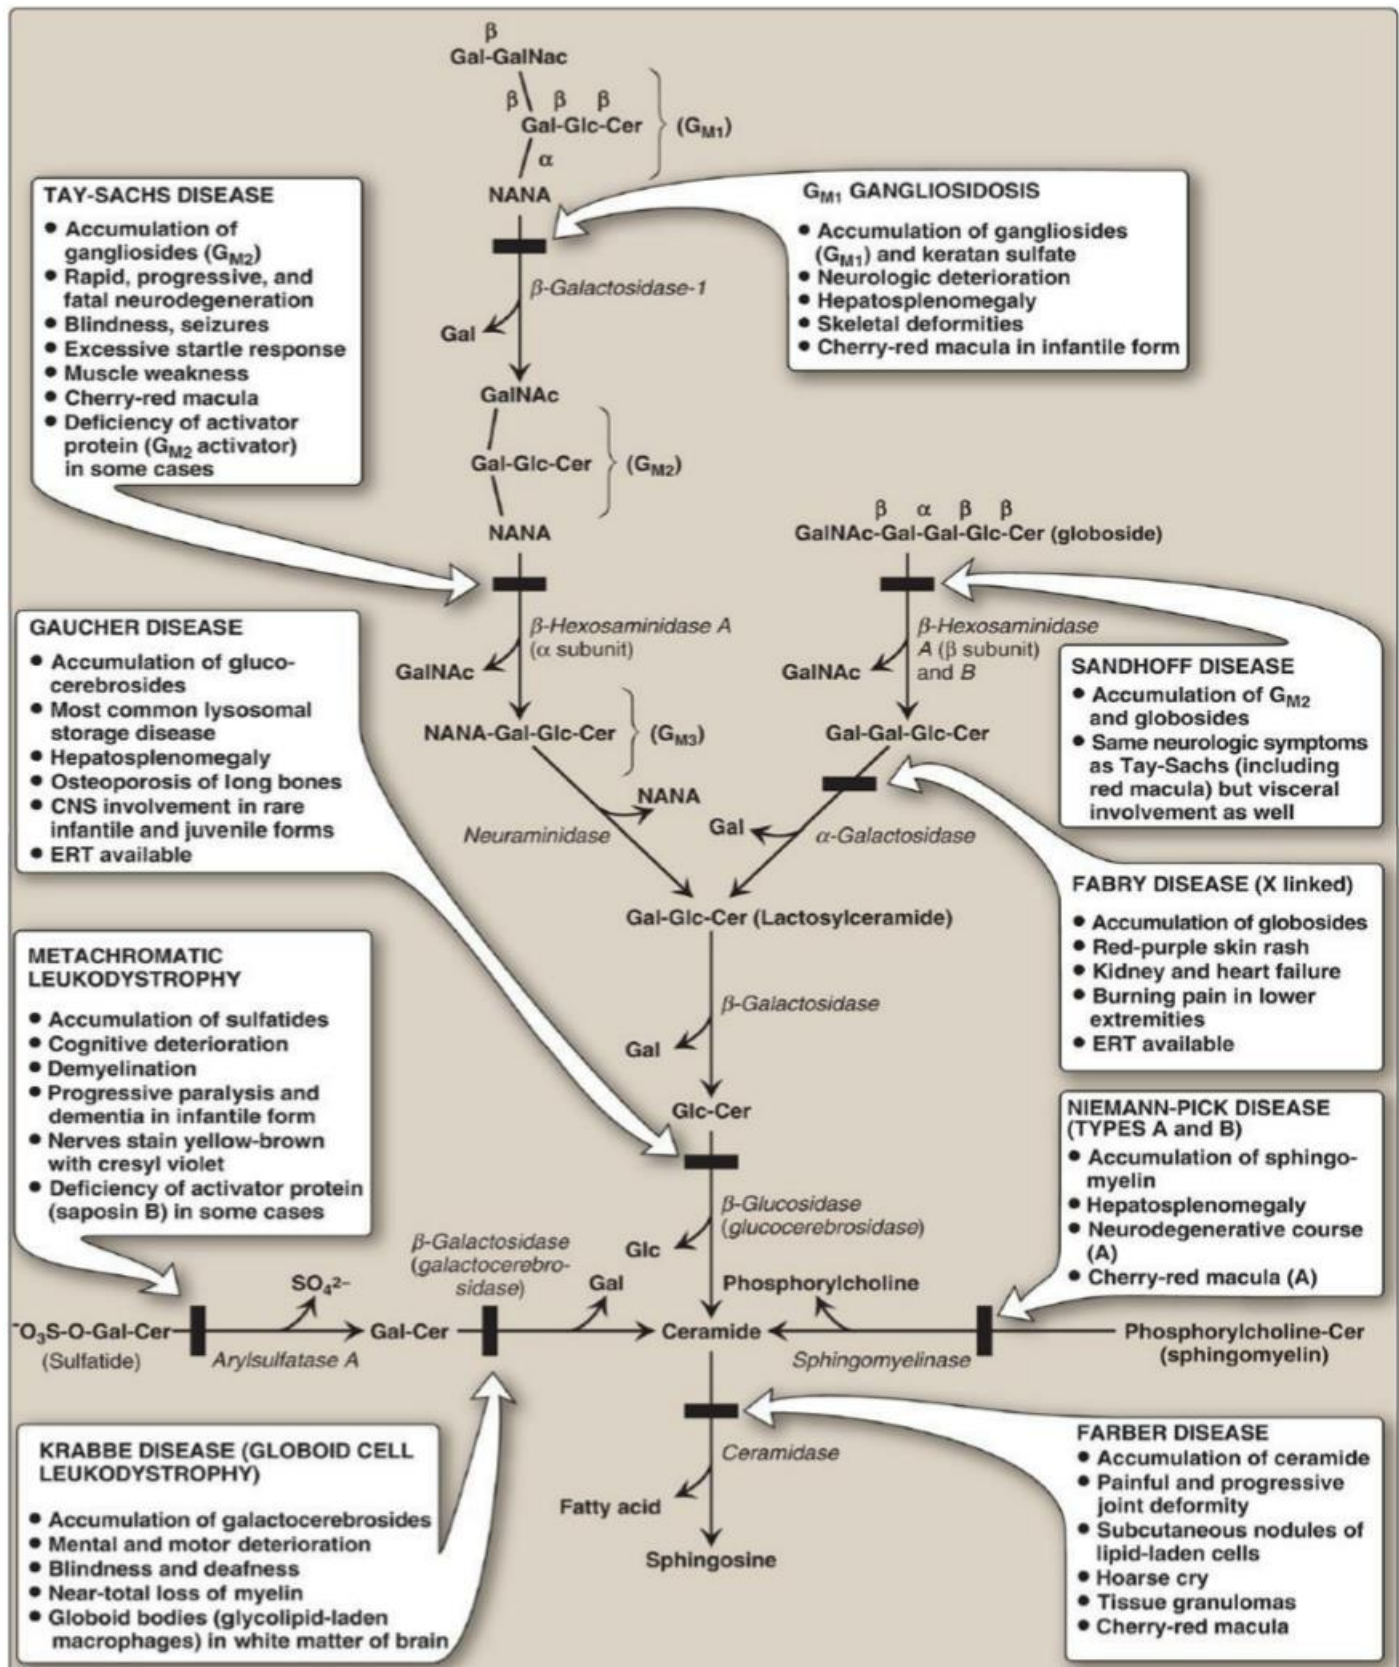 β
Gal-GalNac
β β β
Gal-Glc-Cer
(GM1)
α
NANA
TAY-SACHS DISEASE
• Accumulation of
gangliosides (GM2)
• Rapid, progressive, and
fatal neurodegeneration
• Blindness, seizures
• Excessive startle response
• Muscle weakness
• Cherry-red macula
• Deficiency of activator
protein (GM2 activator)
in some cases
GM1 GANGLIOSIDOSIS
• Accumulation of gangliosides
(GM1) and keratan sulfate
• Neurologic deterioration
• Hepatosplenomegaly
• Skeletal deformities
• Cherry-red macula in infantile form
β-Galactosidase-1
Gal
GalNAc
Gal-Glc-Cer
(GM2)
NANA
β α β β
GalNAc-Gal-Gal-Glc-Cer (globoside)
β-Hexosaminidase A
(α subunit)
GalNAc
NANA-Gal-Glc-Cer
(GM3)
β-Hexosaminidase
A (β subunit)
and B
GalNAc
Gal-Gal-Glc-Cer
GAUCHER DISEASE
• Accumulation of gluco-
cerebrosides
• Most common lysosomal
storage disease
• Hepatosplenomegaly
• Osteoporosis of long bones
• CNS involvement in rare
infantile and juvenile forms
• ERT available
SANDHOFF DISEASE
• Accumulation of GM2
and globosides
• Same neurologic symptoms
as Tay-Sachs (including
red macula) but visceral
involvement as well
NANA
Neuraminidase
Gal
α-Galactosidase
Gal-Glc-Cer (Lactosylceramide)
FABRY DISEASE (X linked)
• Accumulation of globosides
• Red-purple skin rash
• Kidney and heart failure
• Burning pain in lower
extremities
• ERT available
METACHROMATIC
LEUKODYSTROPHY
• Accumulation of sulfatides
• Cognitive deterioration
• Demyelination
• Progressive paralysis and
dementia in infantile form
• Nerves stain yellow-brown
with cresyl violet
• Deficiency of activator protein
(saposin B) in some cases
β-Galactosidase
Gal
Glc-Cer
NIEMANN-PICK DISEASE
(TYPES A and B)
• Accumulation of sphingo-
myelin
• Hepatosplenomegaly
• Neurodegenerative course
(A)
• Cherry-red macula (A)
β-Glucosidase
(glucocerebrosidase)
Glc
β-Galactosidase
(galactocerebro-
sidase)
SO₄²⁻
Gal
Phosphorylcholine
⁻O₃S-O-Gal-Cer
(Sulfatide)
Arylsulfatase A
Gal-Cer
Ceramide
Sphingomyelinase
Phosphorylcholine-Cer
(sphingomyelin)
KRABBE DISEASE (GLOBOID CELL
LEUKODYSTROPHY)
• Accumulation of galactocerebrosides
• Mental and motor deterioration
• Blindness and deafness
• Near-total loss of myelin
• Globoid bodies (glycolipid-laden
macrophages) in white matter of brain
Ceramidase
Fatty acid
Sphingosine
FARBER DISEASE
• Accumulation of ceramide
• Painful and progressive
joint deformity
• Subcutaneous nodules of
lipid-laden cells
• Hoarse cry
• Tissue granulomas
• Cherry-red macula